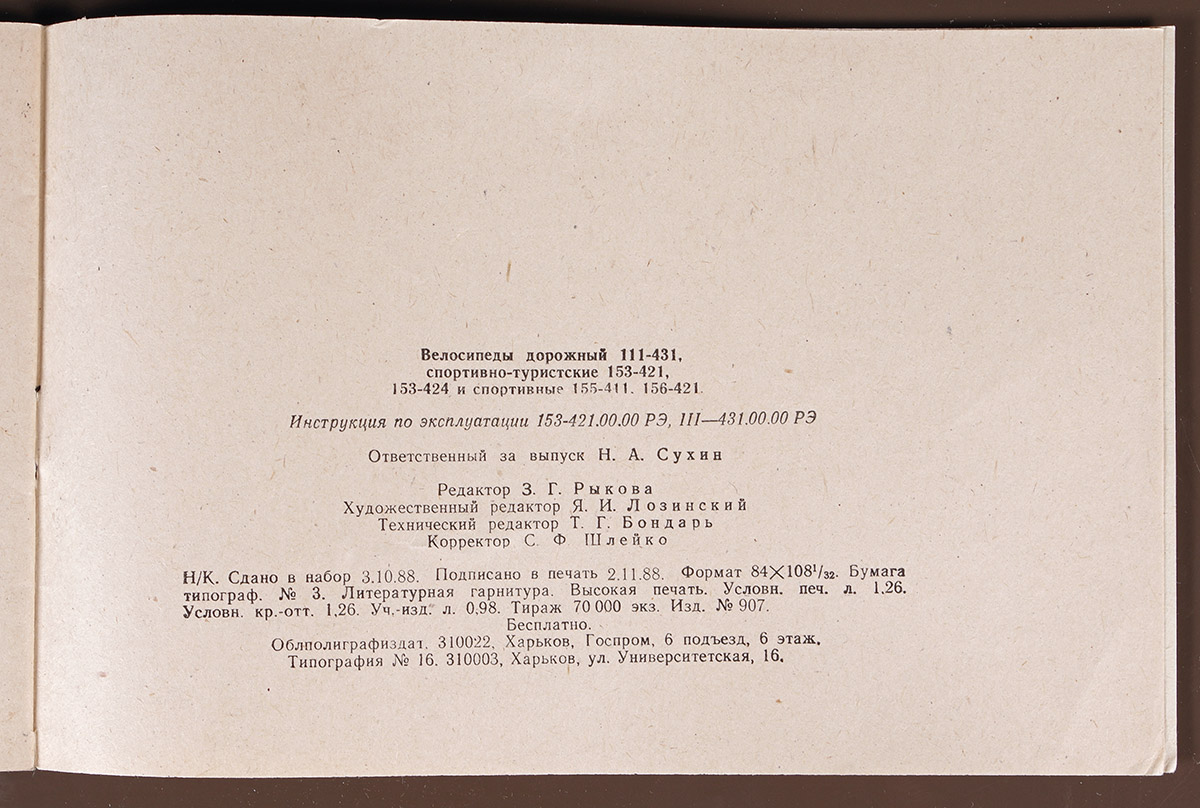 Велосипеды дорожный 111-431,
спортивно-туристские 153-421,
153-424 и спортивные 155-411. 156-421.
Инструкция по эксплуатации 153-421.00.00 РЭ, III—431.00.00 РЭ
Ответственный за выпуск Н. А. Сухин
Редактор З. Г. Рыкова
Художественный редактор Я. И. Лозинский
Технический редактор Т. Г. Бондарь
Корректор С. Ф Шлейко
Н/К. Сдано в набор 3.10.88. Подписано в печать 2.11.88. Формат 84×108¹/₃₂. Бумага
типограф. № 3. Литературная гарнитура. Высокая печать. Условн. печ. л. 1,26.
Условн. кр.-отт. 1,26. Уч.-изд. л. 0,98. Тираж 70 000 экз. Изд. № 907.
Бесплатно.
Облполиграфиздат. 310022, Харьков, Госпром, 6 подъезд, 6 этаж.
Типография № 16. 310003, Харьков, ул. Университетская, 16.